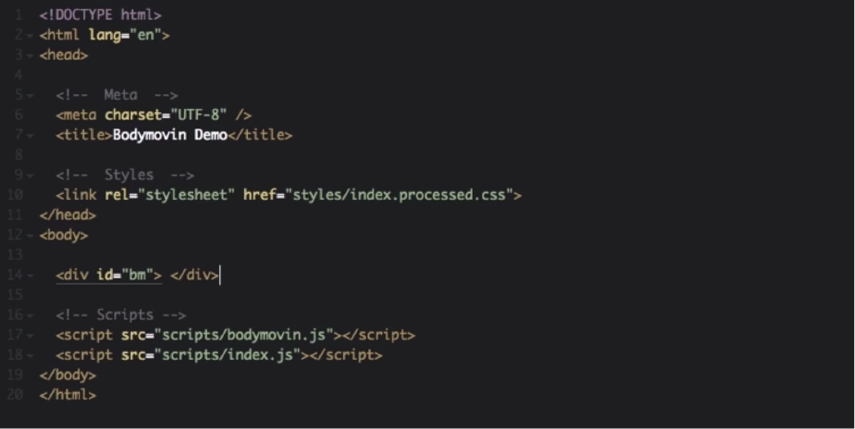 1 <!DOCTYPE html>
2 <html lang="en">
3 <head>
4
5 <!--  Meta  -->
6 <meta charset="UTF-8" />
7 <title>Bodymovin Demo</title>
8
9 <!--  Styles  -->
10 <link rel="stylesheet" href="styles/index.processed.css">
11 </head>
12 <body>
13
14 <div id="bm"> </div>
15
16 <!-- Scripts -->
17 <script src="scripts/bodymovin.js"></script>
18 <script src="scripts/index.js"></script>
19 </body>
20 </html>